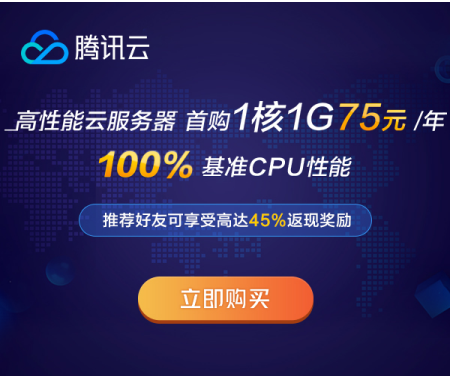 腾讯云
_高性能云服务器 首购1核1G75元 /年
100% 基准CPU性能
推荐好友可享受高达45%返现奖励
立即购买